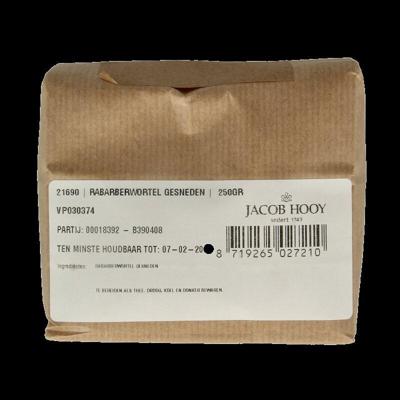 21690 | RABARBERWORTEL GESNEDEN | 250GR
VP030374
JACOB HOOY
sedert 1743
PARTIJ: 00018392 - B390408
TEN MINSTE HOUDBAAR TOT: 07-02-20
8 719265 027210
Ingrediënten: RABARBERWORTEL GESNEDEN
TE BEREIDEN ALS THEE. DROOG, KOEL EN DONKER BEWAREN.